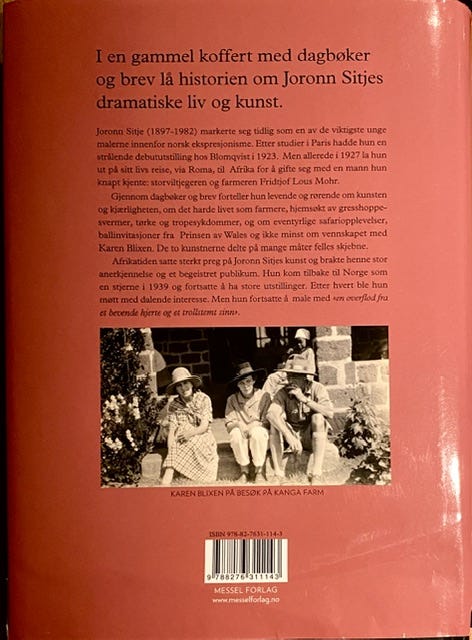 I en gammel koffert med dagbøker
og brev lå historien om Joronn Sitjes
dramatiske liv og kunst.
Joronn Sitje (1897-1982) markerte seg tidlig som en av de viktigste unge
malerne innenfor norsk ekspresjonisme. Etter studier i Paris hadde hun en
strålende debututstilling hos Blomqvist i 1923. Men allerede i 1927 la hun
ut på sitt livs reise, via Roma, til Afrika for å gifte seg med en mann hun
knapt kjente: storviltjegeren og farmeren Fridtjof Lous Mohr.
Gjennom dagbøker og brev forteller hun levende og rørende om kunsten
og kjærligheten, om det harde livet som farmere, hjemsøkt av gresshoppe-
svermer, tørke og tropesykdommer, og om eventyrlige safariopplevelser,
ballinvitasjoner fra Prinsen av Wales og ikke minst om vennskapet med
Karen Blixen. De to kunstnerne delte på mange måter felles skjebne.
Afrikatiden satte sterkt preg på Joronn Sitjes kunst og brakte henne stor
anerkjennelse og et begeistret publikum. Hun kom tilbake til Norge som
en stjerne i 1939 og fortsatte å ha store utstillinger. Etter hvert ble hun
møtt med dalende interesse. Men hun fortsatte å male med «en overflod fra
et bevende hjerte og et trollstemt sinn».
KAREN BLIXEN PÅ BESØK PÅ KANGA FARM
ISBN 978-82-7631-114-3
9 788276 311143
MESSEL FORLAG
www.messelforlag.no